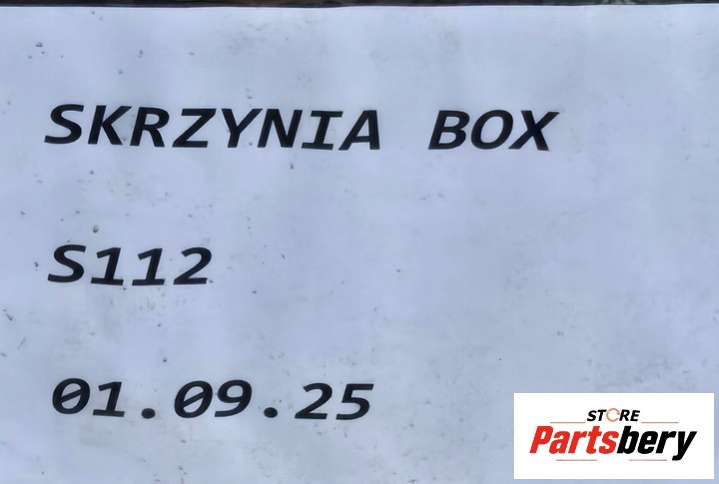 SKRZYNIA BOX
S112
01.09.25
STORE
Partsbery